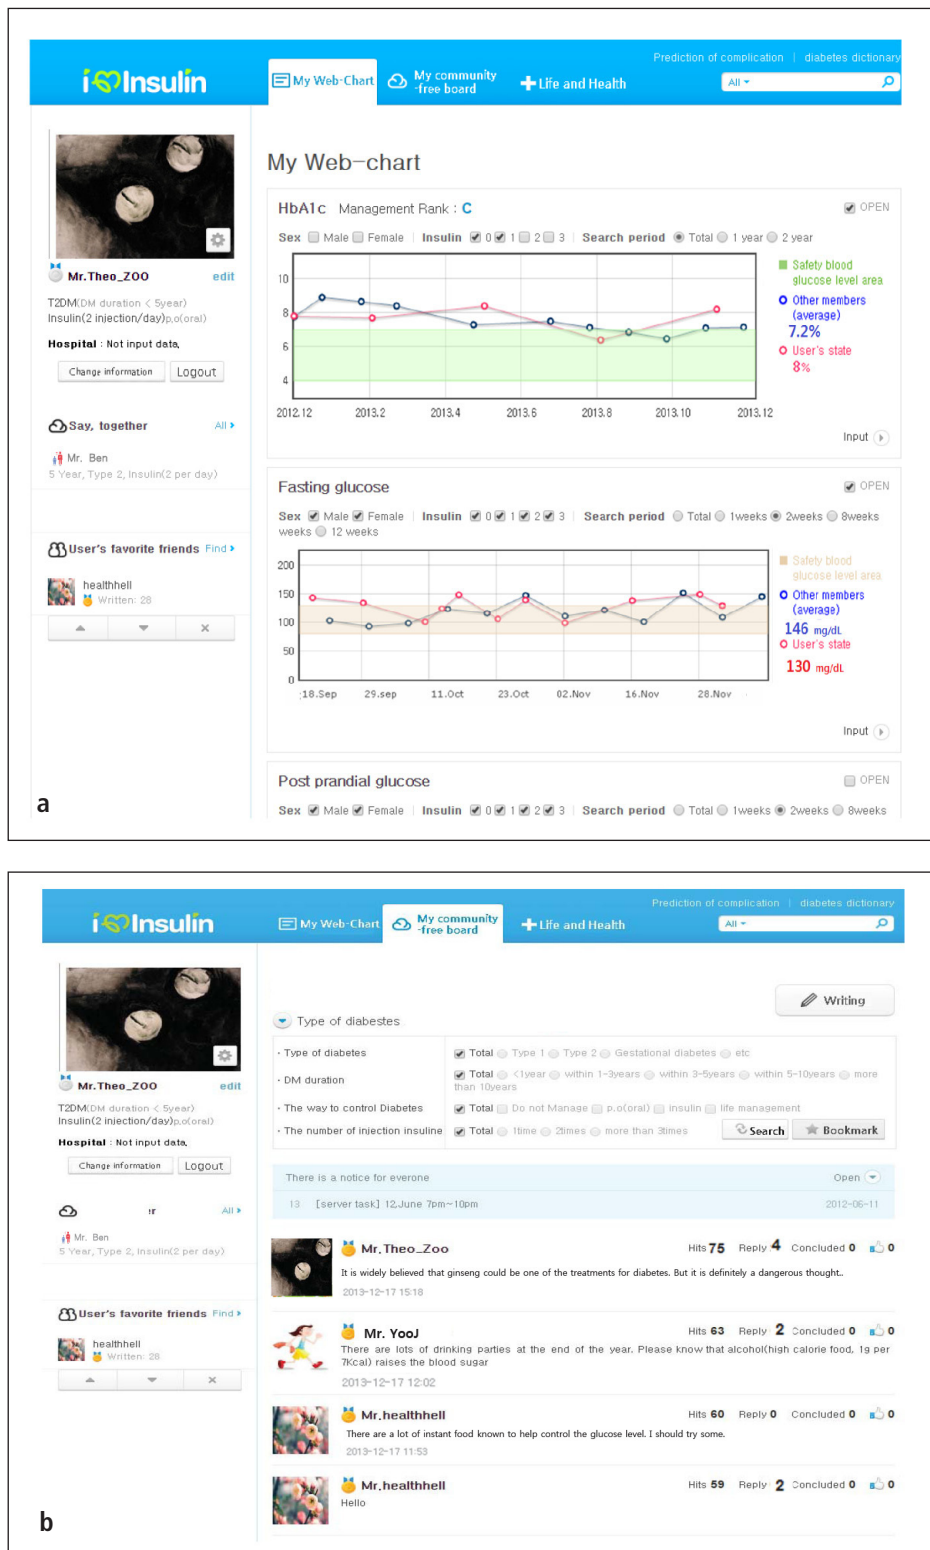 Prediction of complication | diabetes dictionary
i Insulin
My Web-Chart
My community
-free board
Life and Health
All
My Web-chart
HbA1c Management Rank : C
OPEN
Sex Male Female | Insulin 0 1 2 3 | Search period Total 1 year 2 year
10
8
6
4
2012.12 2013.2 2013.4 2013.6 2013.8 2013.10 2013.12
Safety blood
glucose level area
Other members
(average)
7.2%
User's state
8%
Input
Mr.Theo_ZOO
edit
T2DM(DM duration < 5year)
Insulin(2 injection/day)p,o(oral)
Hospital : Not input data,
Change information
Logout
Say, together
All
Mr. Ben
5 Year, Type 2, Insulin(2 per day)
User's favorite friends Find
healthhell
Written: 28
Fasting glucose
OPEN
Sex Male Female | Insulin 0 1 2 3 | Search period Total 1weeks 2weeks 8weeks
weeks 12 weeks
200
150
100
50
0
18.Sep 29.sep 11.Oct 23.Oct 02.Nov 16.Nov 28.Nov
Safety blood
glucose level area
Other members
(average)
146 mg/dL
User's state
130 mg/dL
Input
Post prandial glucose
OPEN
Sex Male Female | Insulin 0 1 2 3 | Search period Total 1weeks 2weeks 8weeks
a
Prediction of complication | diabetes dictionary
i Insulin
My Web-Chart
My community
-free board
Life and Health
All
Writing
Type of diabestes
· Type of diabetes Total Type 1 Type 2 Gestational diabetes etc
· DM duration Total <1year within 1-3years within 3-5years within 5-10years more
than 10years
· The way to control Diabetes Total Do not Manage p.o(oral) insulin life management
· The number of injection insuline Total 1time 2times more than 3times
Search
Bookmark
Mr.Theo_ZOO
edit
T2DM(DM duration < 5year)
Insulin(2 injection/day)p,o(oral)
Hospital : Not input data,
Change information
Logout
All
Mr. Ben
5 Year, Type 2, Insulin(2 per day)
User's favorite friends Find
healthhell
Written: 28
There is a notice for everone
Open
13 [server task] 12,June 7pm~10pm
2012-06-11
Mr,Theo_Zoo
Hits 75 Reply 4 Concluded 0 0
It is widely believed that ginseng could be one of the treatments for diabetes. But it is definitely a dangerous thought..
2013-12-17 15:18
Mr. YooJ
Hits 63 Reply 2 Concluded 0 0
There are lots of drinking parties at the end of the year. Please know that alcohol(high calorie food, 1g per
7Kcal) raises the blood sugar
2013-12-17 12:02
Mr.healthhell
Hits 60 Reply 0 Concluded 0 0
There are a lot of instant food known to help control the glucose level. I should try some.
2013-12-17 11:53
Mr.healthhell
Hits 59 Reply 2 Concluded 0 0
Hello
b